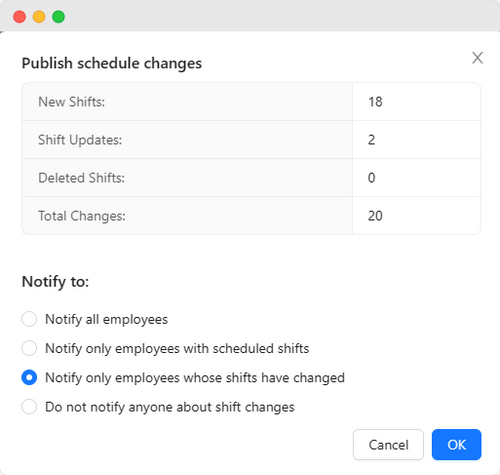 Publish schedule changes
New Shifts: 18
Shift Updates: 2
Deleted Shifts: 0
Total Changes: 20
Notify to:
Notify all employees
Notify only employees with scheduled shifts
Notify only employees whose shifts have changed
Do not notify anyone about shift changes
Cancel OK